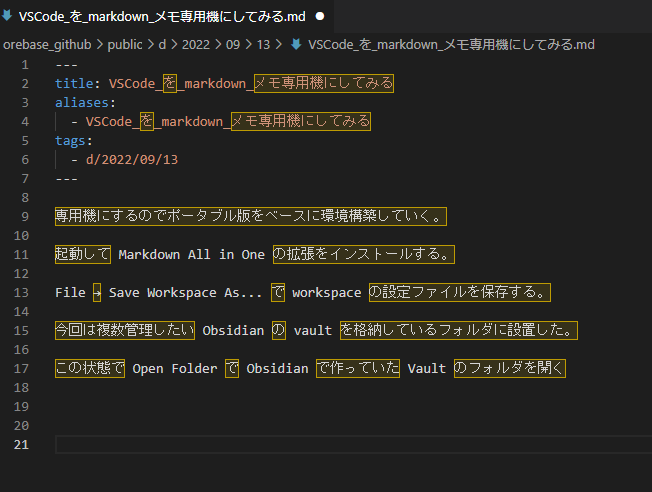 VSCode_を_markdown_メモ専用機にしてみる.md
orebase_github > public > d > 2022 > 09 > 13 > VSCode_を_markdown_メモ専用機にしてみる.md
1 ---
2 title: VSCode_を_markdown_メモ専用機にしてみる
3 aliases:
4 - VSCode_を_markdown_メモ専用機にしてみる
5 tags:
6 - d/2022/09/13
7 ---
8
9 専用機にするのでポータブル版をベースに環境構築していく。
10
11 起動して Markdown All in One の拡張をインストールする。
12
13 File → Save Workspace As... で workspace の設定ファイルを保存する。
14
15 今回は複数管理したい Obsidian の vault を格納しているフォルダに設置した。
16
17 この状態で Open Folder で Obsidian で作っていた Vault のフォルダを開く
18
19
20
21